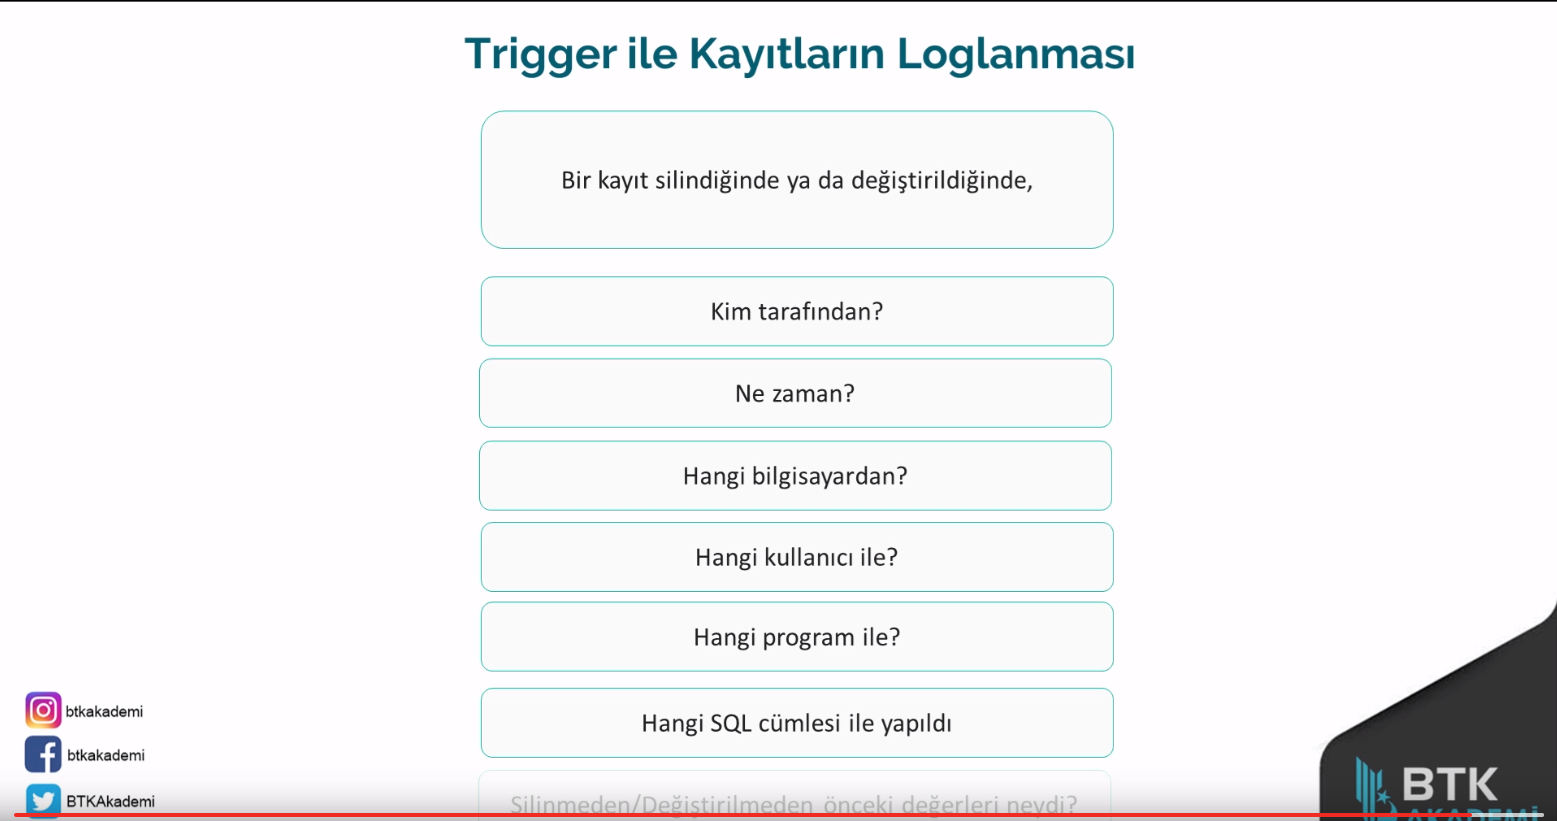 Trigger ile Kayıtların Loglanması
Bir kayıt silindiğinde ya da değiştirildiğinde,
Kim tarafından?
Ne zaman?
Hangi bilgisayardan?
Hangi kullanıcı ile?
Hangi program ile?
Hangi SQL cümlesi ile yapıldı
Silinmeden/Değiştirilmeden önceki değerleri neydi?
btkakademi
btkakademi
BTKAkademi
BTK
AKADEMİ